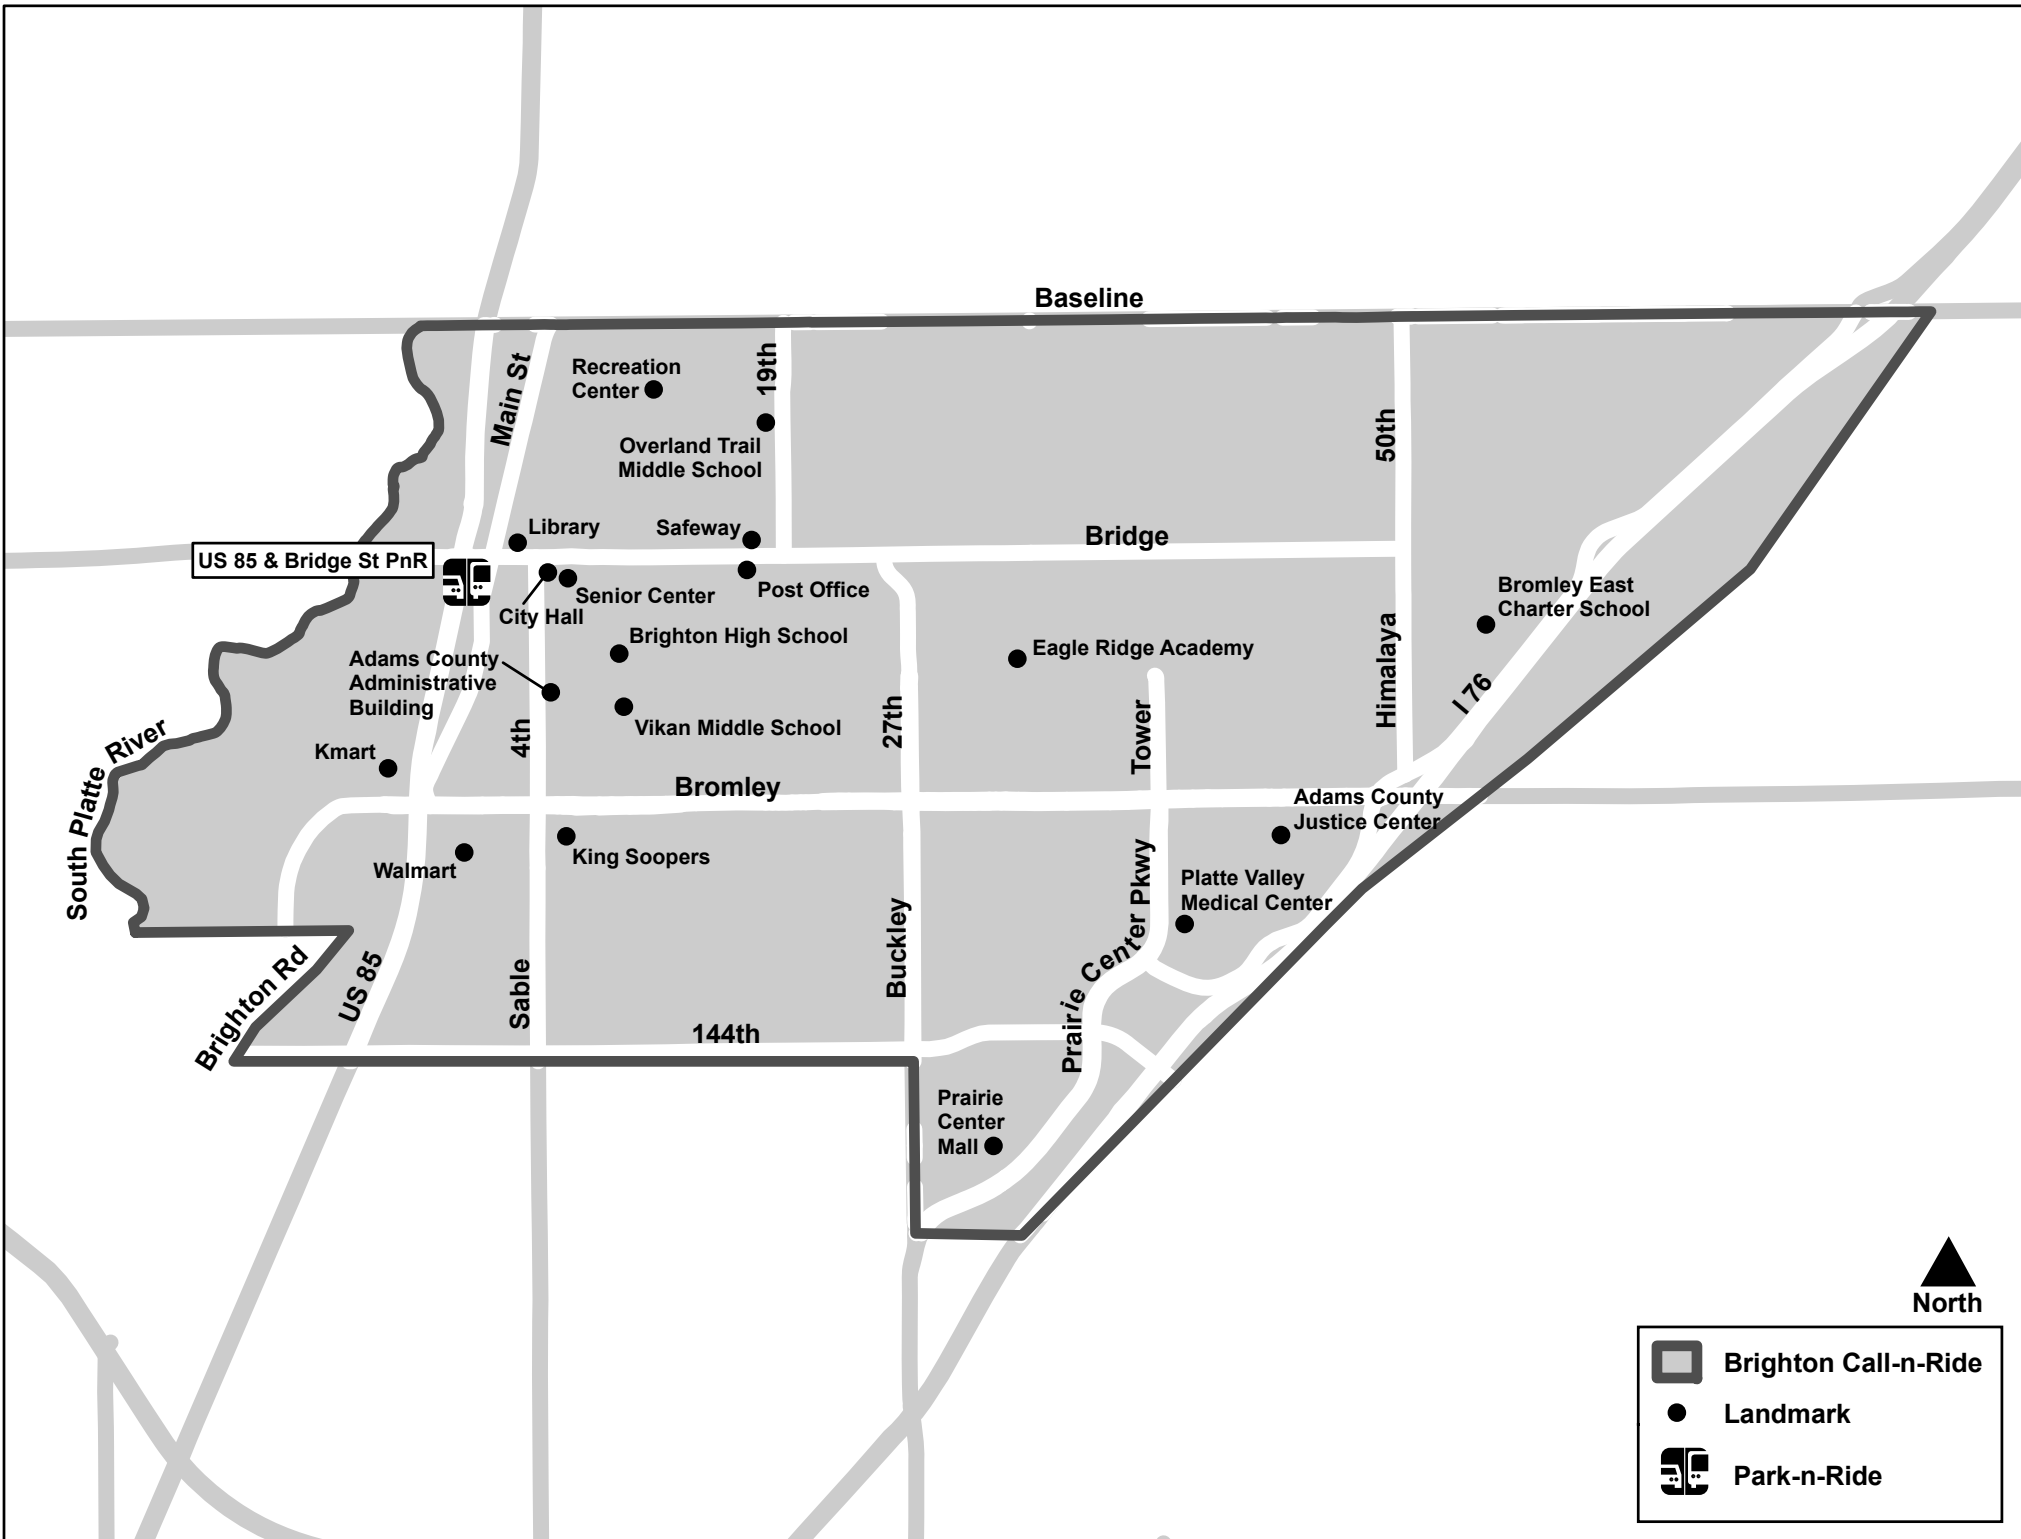 Baseline
Main St
Recreation
Center
19th
Overland Trail
Middle School
50th
Library
Safeway
Bridge
US 85 & Bridge St PnR
Post Office
Senior Center
City Hall
Bromley East
Charter School
Brighton High School
Eagle Ridge Academy
Adams County
Administrative
Building
Himalaya
I 76
Vikan Middle School
4th
27th
Tower
South Platte River
Kmart
Bromley
Adams County
Justice Center
Walmart
King Soopers
Platte Valley
Medical Center
Buckley
Prairie Center Pkwy
Brighton Rd
US 85
Sable
144th
Prairie
Center
Mall
North
Brighton Call-n-Ride
Landmark
Park-n-Ride